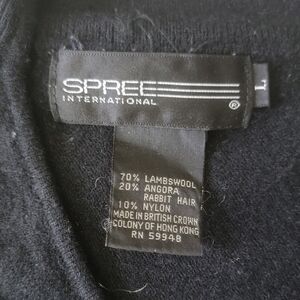 SPREE
INTERNATIONAL
®
L
70% LAMBSWOOL
20% ANGORA
RABBIT HAIR
10% NYLON
MADE IN BRITISH CROWN
COLONY OF HONG KONG
RN 59948